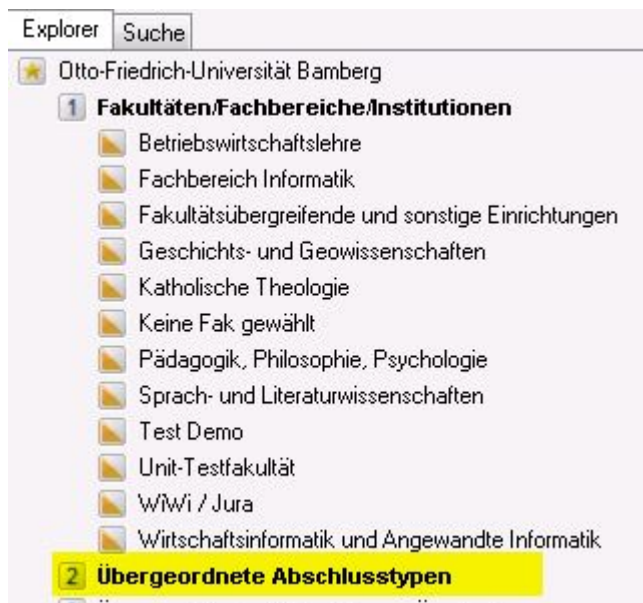 Explorer Suche
Otto-Friedrich-Universität Bamberg
1 Fakultäten/Fachbereiche/Institutionen
Betriebswirtschaftslehre
Fachbereich Informatik
Fakultätsübergreifende und sonstige Einrichtungen
Geschichts- und Geowissenschaften
Katholische Theologie
Keine Fak gewählt
Pädagogik, Philosophie, Psychologie
Sprach- und Literaturwissenschaften
Test Demo
Unit-Testfakultät
WiWi / Jura
Wirtschaftsinformatik und Angewandte Informatik
2 Übergeordnete Abschlusstypen